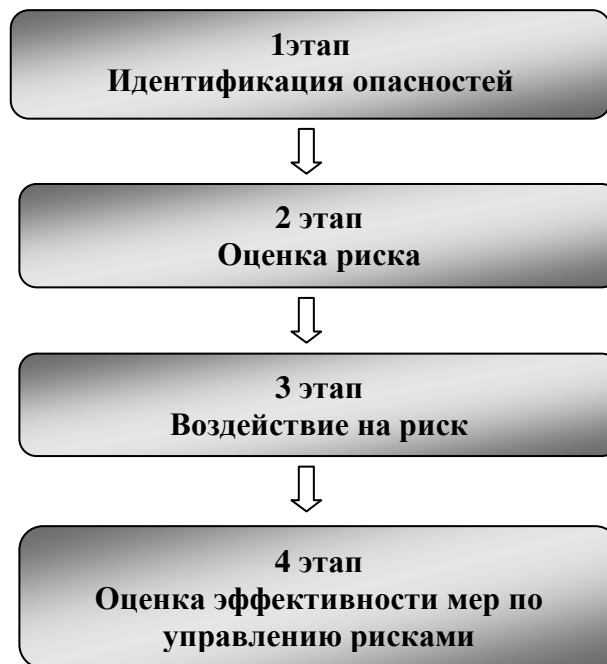 1этап
Идентификация опасностей
2 этап
Оценка риска
3 этап
Воздействие на риск
4 этап
Оценка эффективности мер по
управлению рисками